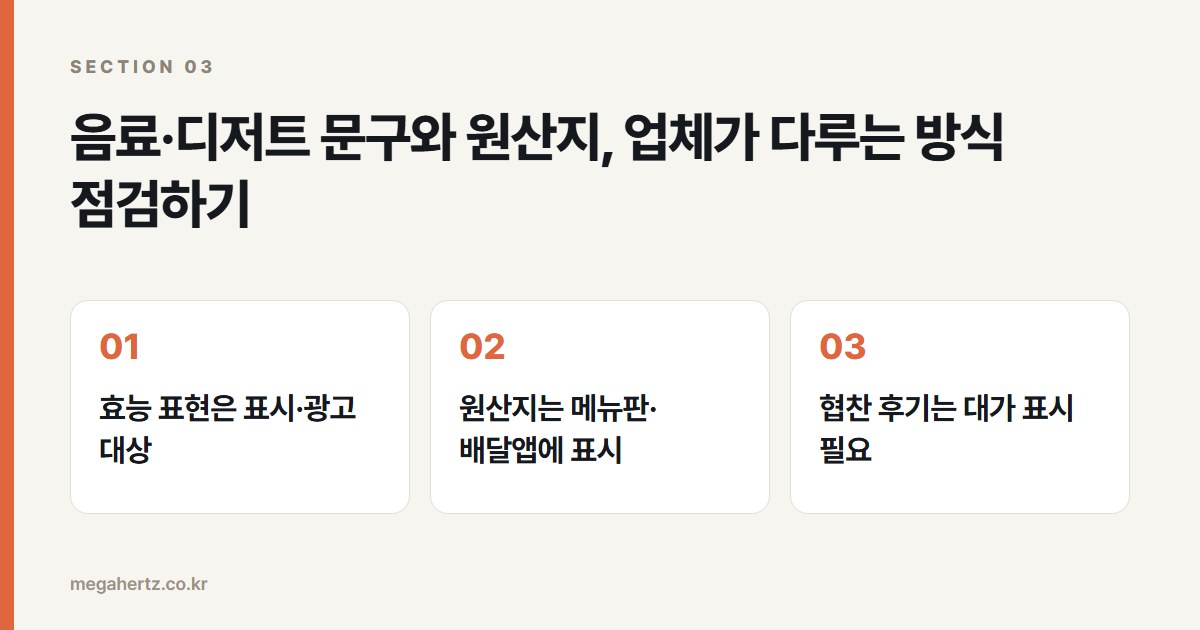 SECTION 03
음료·디저트 문구와 원산지, 업체가 다루는 방식
점검하기
01
효능 표현은 표시·광고
대상
02
원산지는 메뉴판·
배달앱에 표시
03
협찬 후기는 대가 표시
필요
megahertz.co.kr